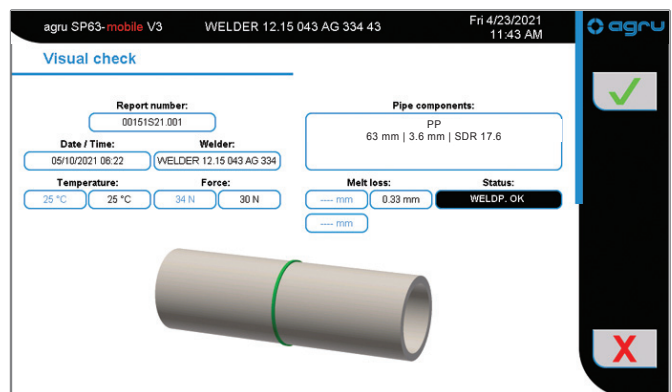 agru SP63-mobile V3 WELDER 12.15 043 AG 334 43 Fri 4/23/2021
11:43 AM
agru
Visual check
Report number:
00151S21.001
Date / Time: Welder:
05/10/2021 06:22 WELDER 12.15 043 AG 334
Temperature: Force:
25 °C 25 °C 34 N 30 N
Pipe components:
PP
63 mm | 3.6 mm | SDR 17.6
Melt loss: Status:
---- mm 0.33 mm WELDP. OK
---- mm
X